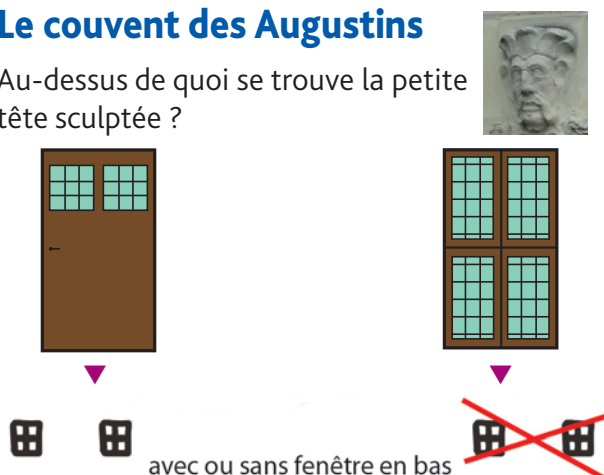 Le couvent des Augustins
Au-dessus de quoi se trouve la petite
tête sculptée ?
avec ou sans fenêtre en bas